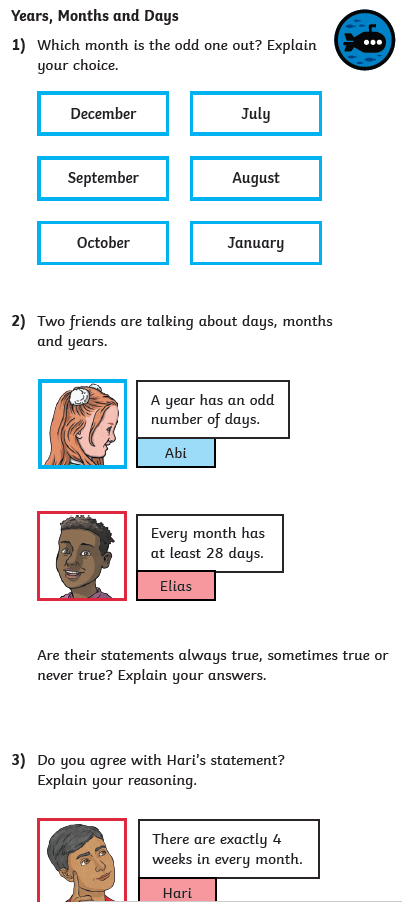 Years, Months and Days
1) Which month is the odd one out? Explain
your choice.
December
July
September
August
October
January
2) Two friends are talking about days, months
and years.
A year has an odd
number of days.
Abi
Every month has
at least 28 days.
Elias
Are their statements always true, sometimes true or
never true? Explain your answers.
3) Do you agree with Hari's statement?
Explain your reasoning.
There are exactly 4
weeks in every month.
Hari